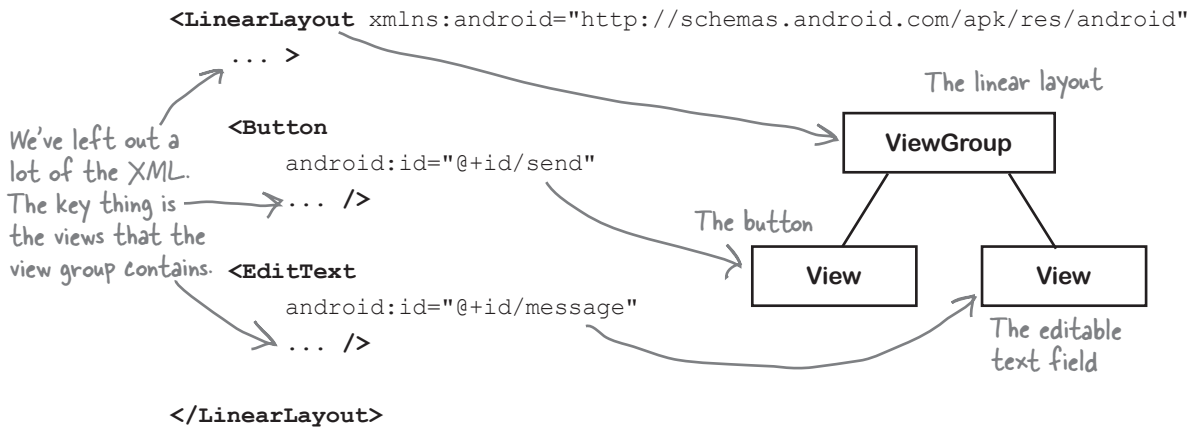 <LinearLayout xmlns:android="http://schemas.android.com/apk/res/android"
... >
<Button
android:id="@+id/send"
... />
<EditText
android:id="@+id/message"
... />
</LinearLayout>
We've left out a
lot of the XML.
The key thing is
the views that the
view group contains.
The linear layout
ViewGroup
The button
View
View
The editable
text field